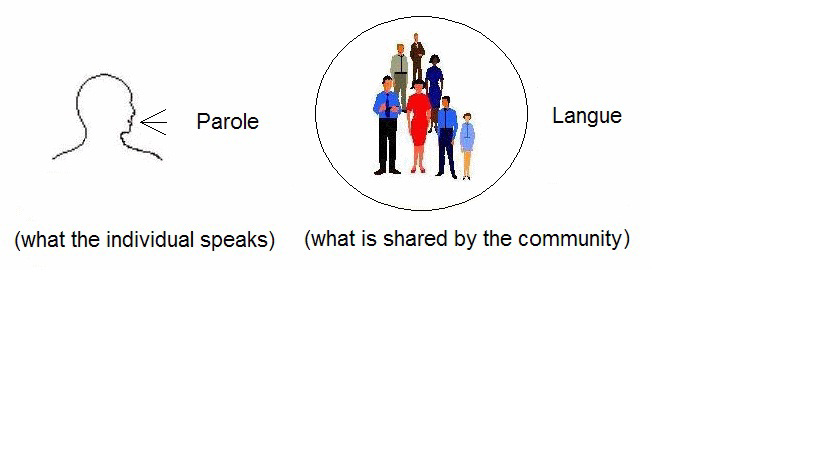 Parole
Langue
(what the individual speaks)
(what is shared by the community)